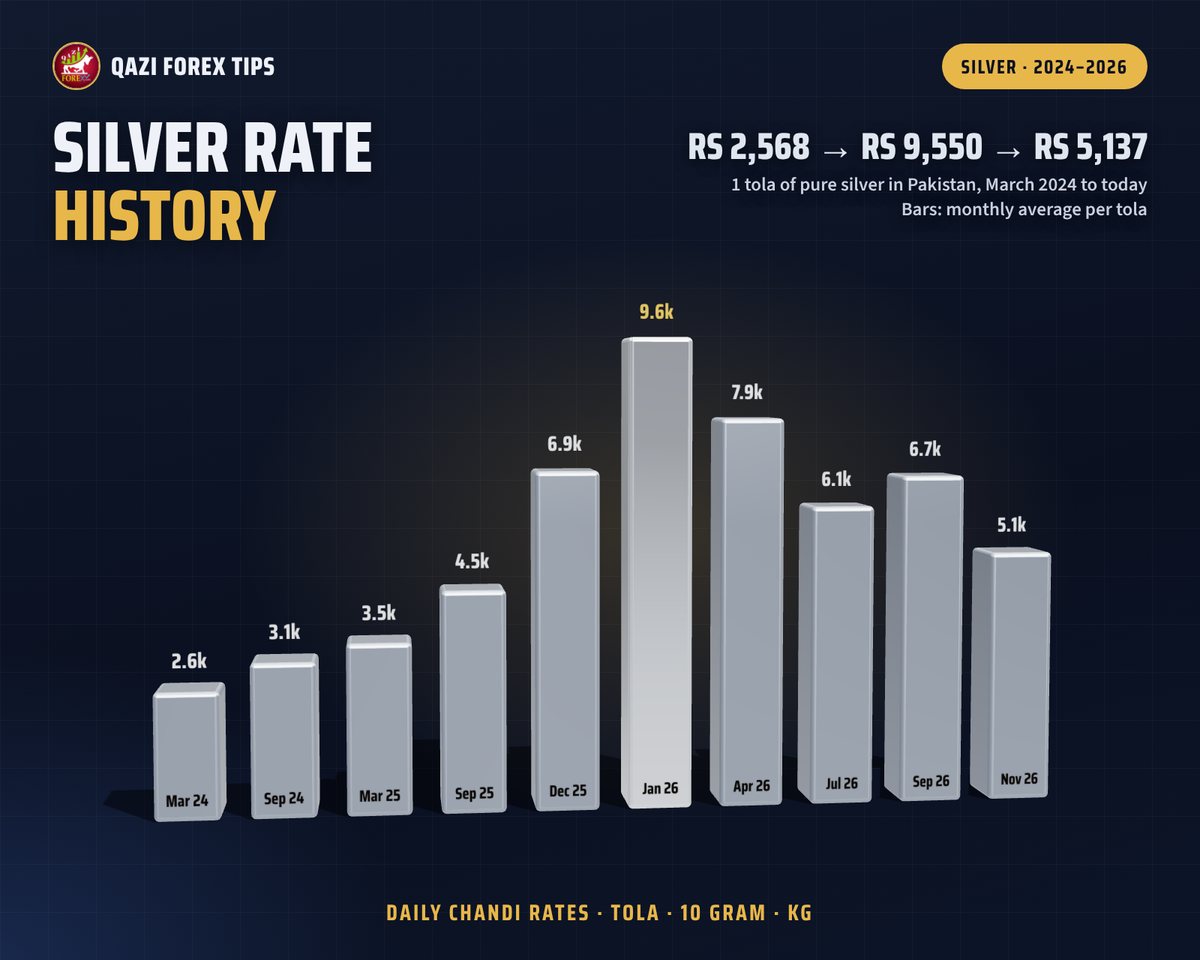 QAZI FOREX TIPS
SILVER · 2024–2026
SILVER RATE
HISTORY
RS 2,568 → RS 9,550 → RS 5,137
1 tola of pure silver in Pakistan, March 2024 to today
Bars: monthly average per tola
9.6k
7.9k
6.9k
6.7k
6.1k
5.1k
4.5k
3.5k
3.1k
2.6k
Mar 24
Sep 24
Mar 25
Sep 25
Dec 25
Jan 26
Apr 26
Jul 26
Sep 26
Nov 26
DAILY CHANDI RATES · TOLA · 10 GRAM · KG